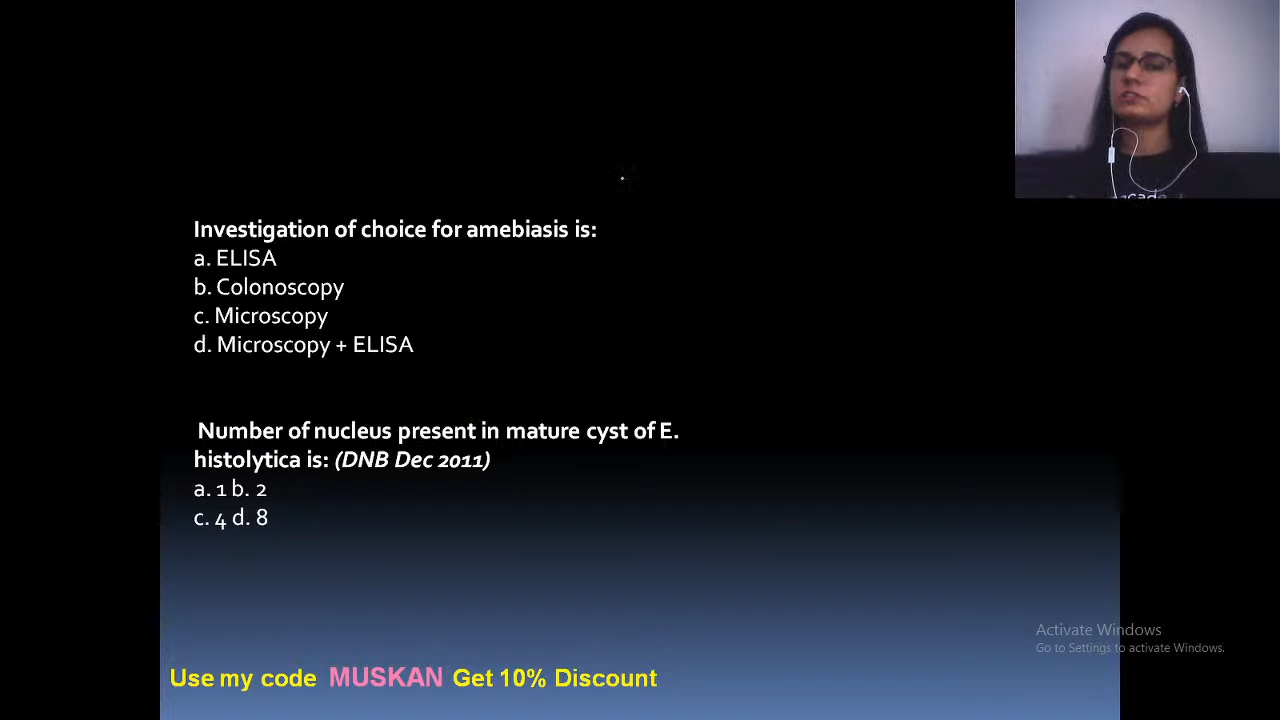 Investigation of choice for amebiasis is:
a. ELISA
b. Colonoscopy
c. Microscopy
d. Microscopy + ELISA
Number of nucleus present in mature cyst of E.
histolytica is: (DNB Dec 2011)
a. 1 b. 2
c. 4 d. 8
Activate Windows
Go to Settings to activate Windows.
Use my code MUSKAN Get 10% Discount